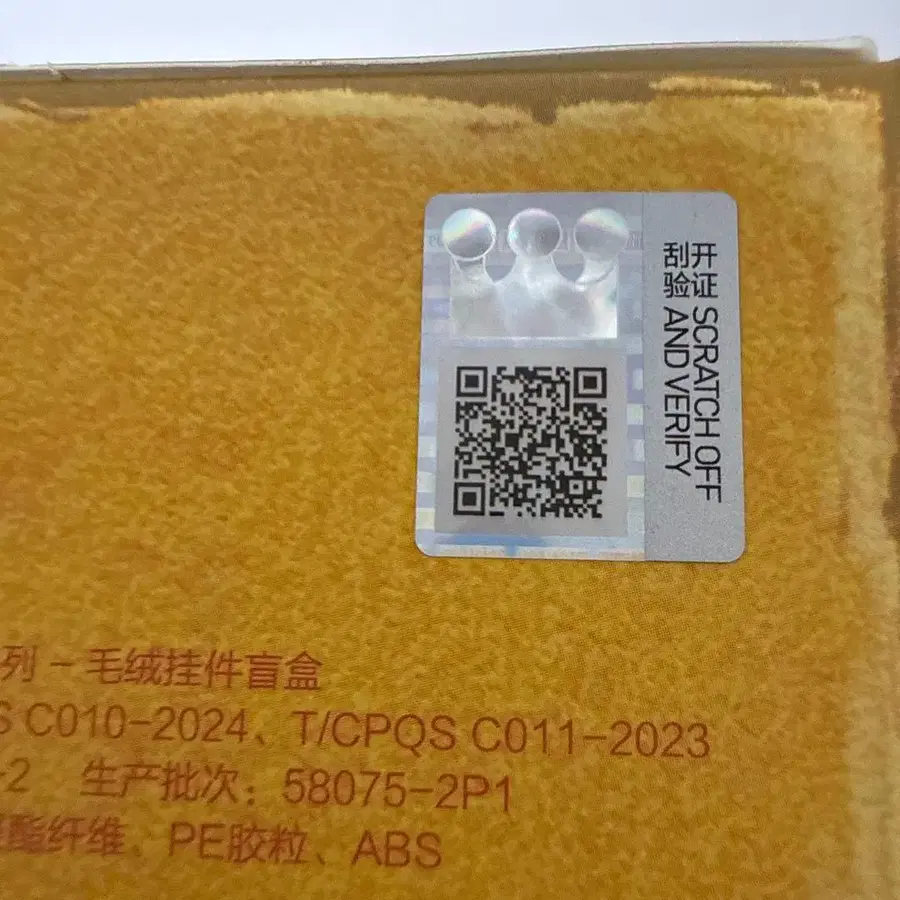 刮开
验证
SCRATCH OFF
AND VERIFY
列 - 毛绒挂件盲盒
S C010-2024、T/CPQS C011-2023
-2 生产批次：58075-2P1
聚酯纤维、PE胶粒、ABS